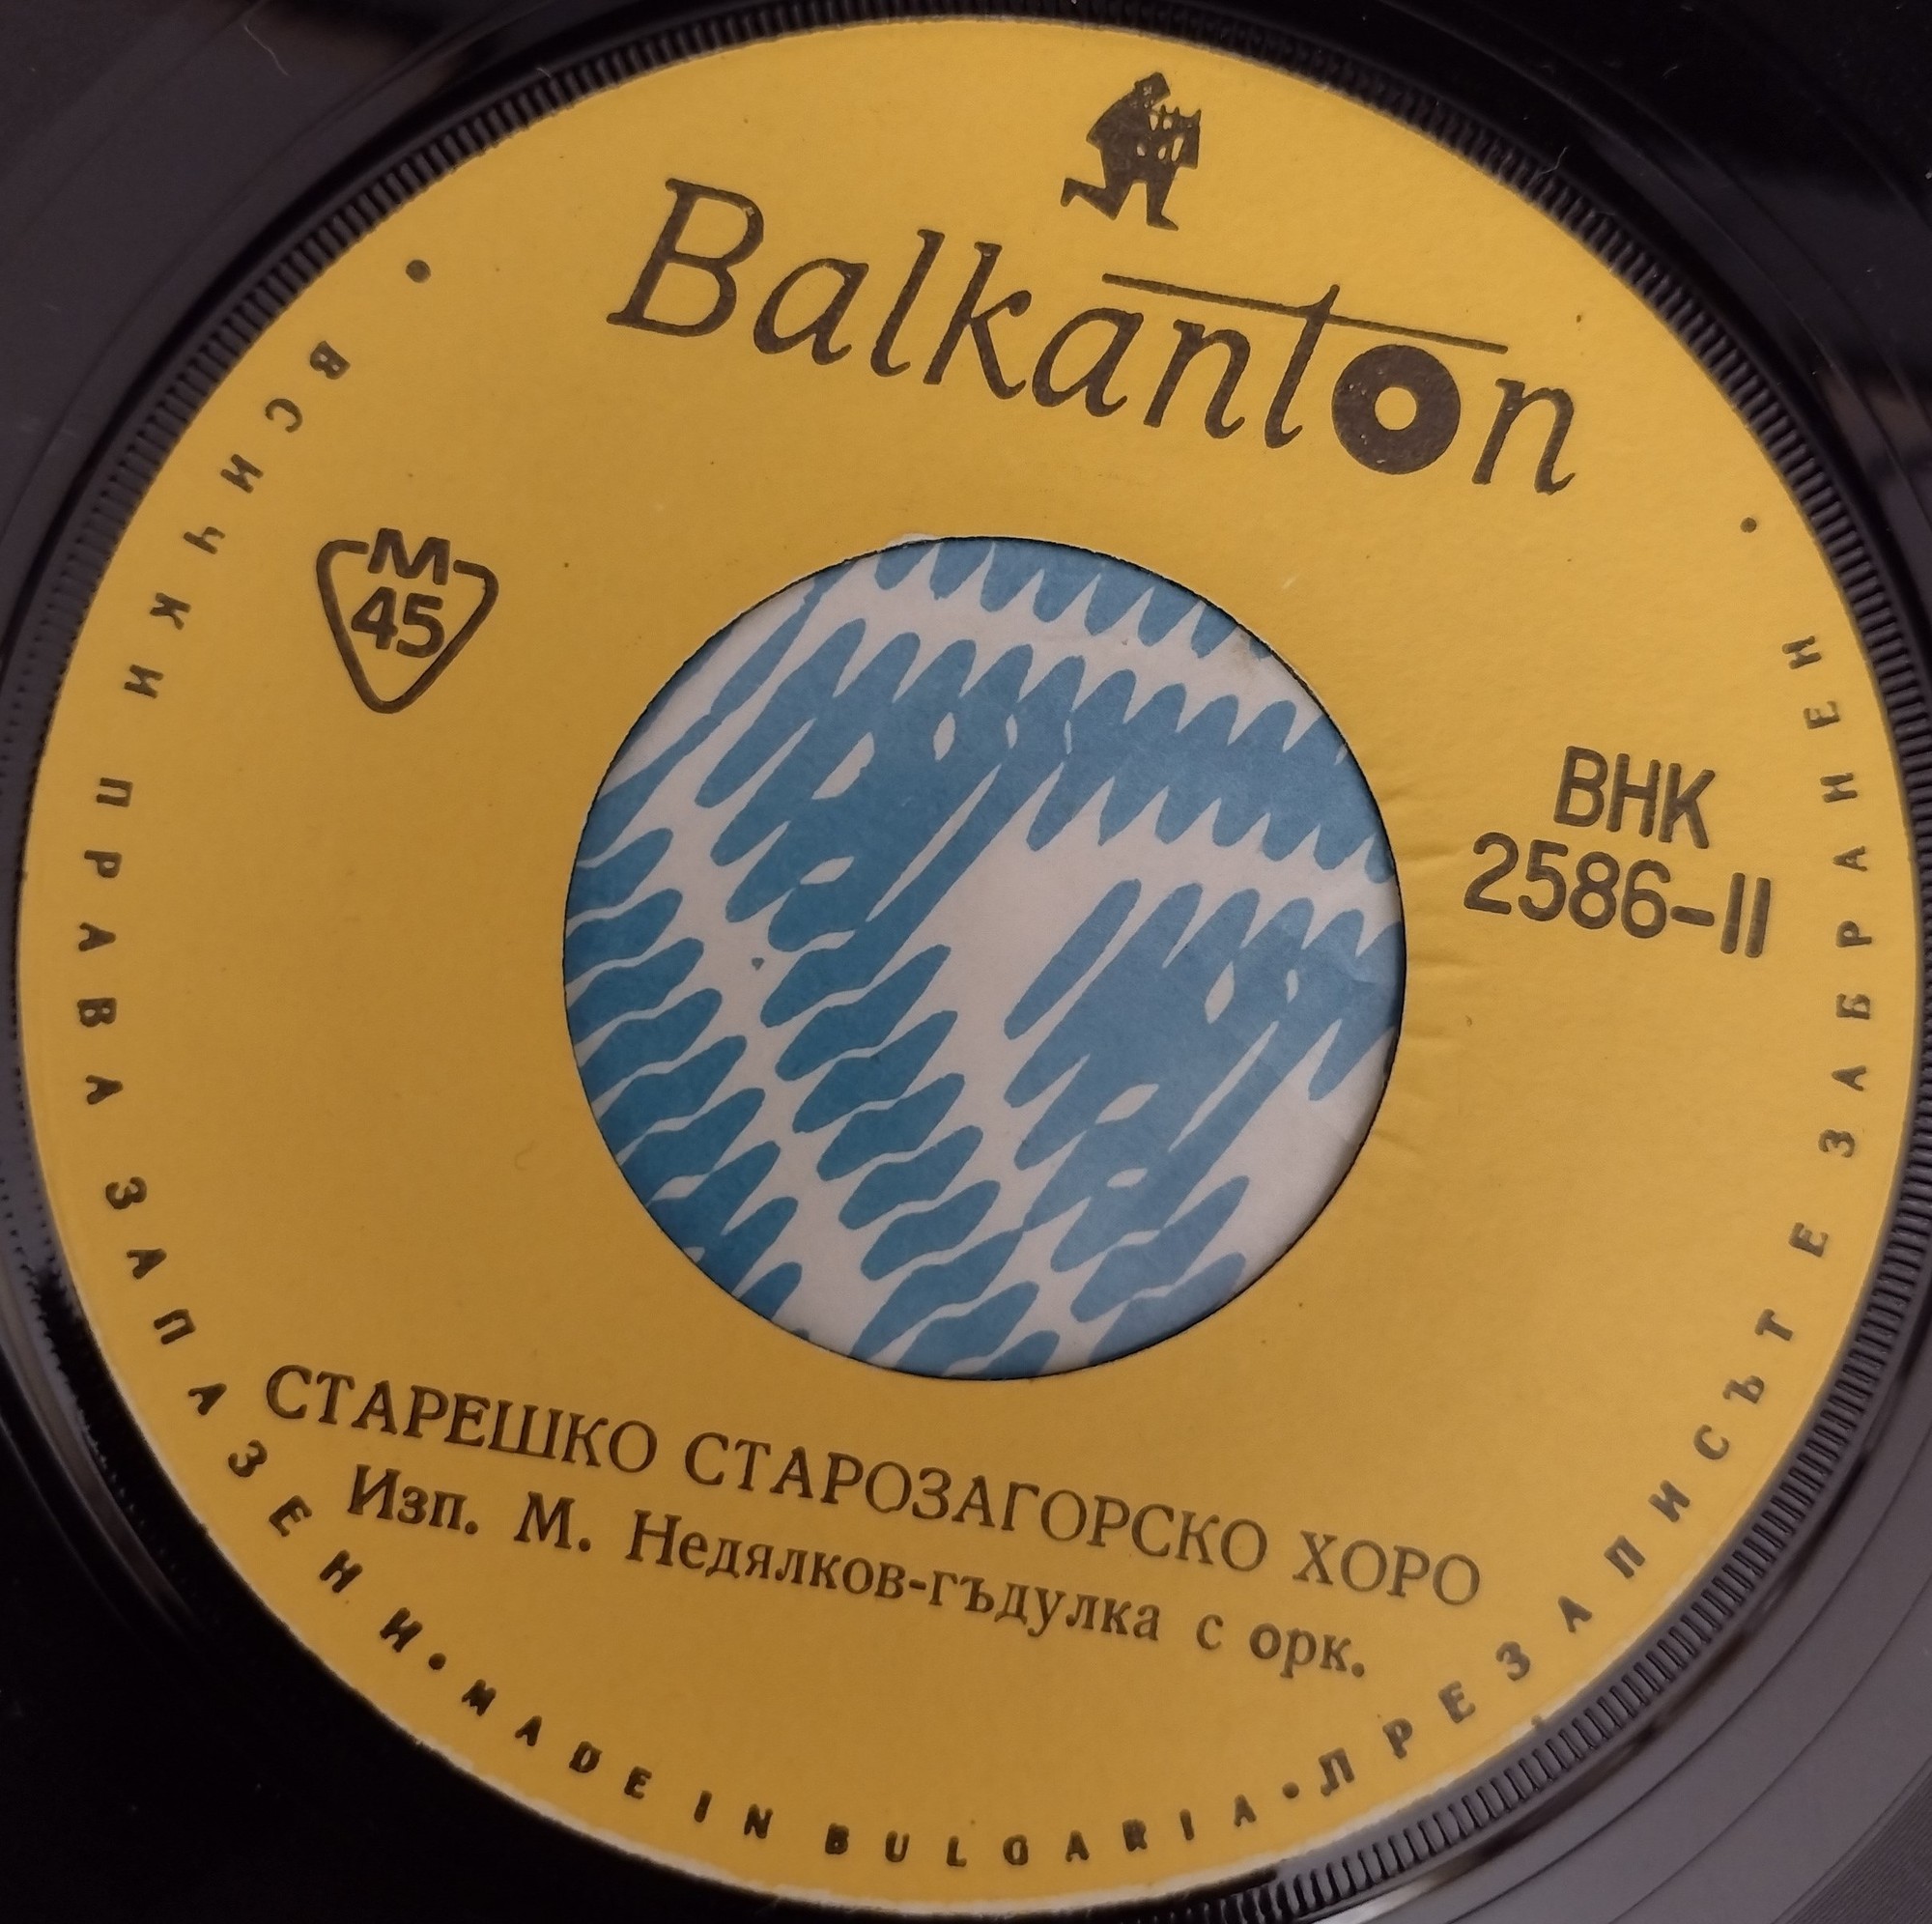 Balkanton
М
45
ВНК
2586-II
СТАРЕШКО СТАРОЗАГОРСКО ХОРО
Изп. М. Недялков-гъдулка с орк.
• ВСИЧКИ ПРАВА ЗАПАЗЕНИ • MADE IN BULGARIA • ПРЕЗАПИСЪТ Е ЗАБРАНЕН •